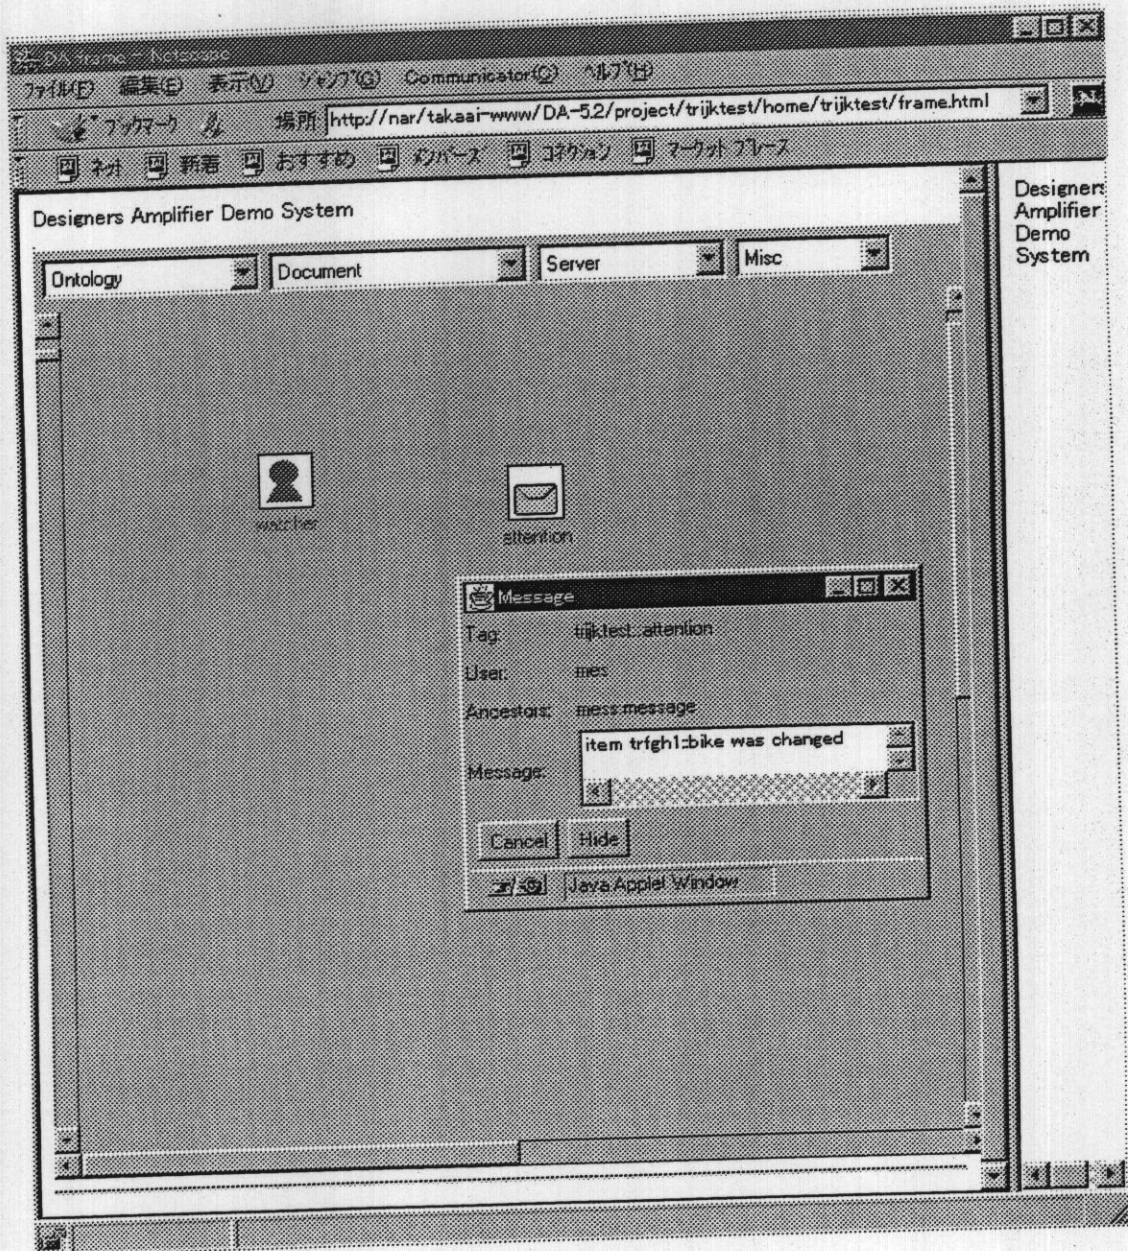 DA frame - Netscape
ファイル(F) 編集(E) 表示(V) ジャンプ(G) Communicator(C) ヘルプ(H)
ブックマーク 場所 http://nar/takaai-www/DA-5.2/project/trijktest/home/trijktest/frame.html
ネット 新着 おすすめ メンバーズ コネクション マーケットプレース
Designers Amplifier Demo System
Ontology Document Server Misc
watcher
attention
Message
Tag: trijktest::attention
User: mes
Ancestors: mess:message
Message: item trfgh1::bike was changed
Cancel Hide
Java Applet Window
Designers
Amplifier
Demo
System